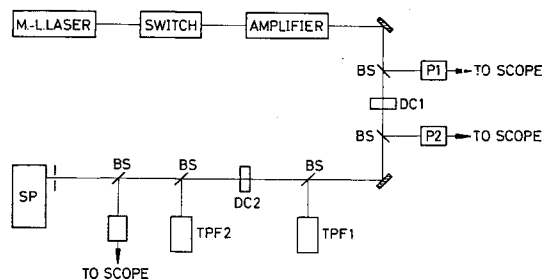 M.-L.LASER
SWITCH
AMPLIFIER
BS
P1
TO SCOPE
DC1
BS
P2
TO SCOPE
SP
BS
BS
DC2
BS
TPF2
TPF1
TO SCOPE